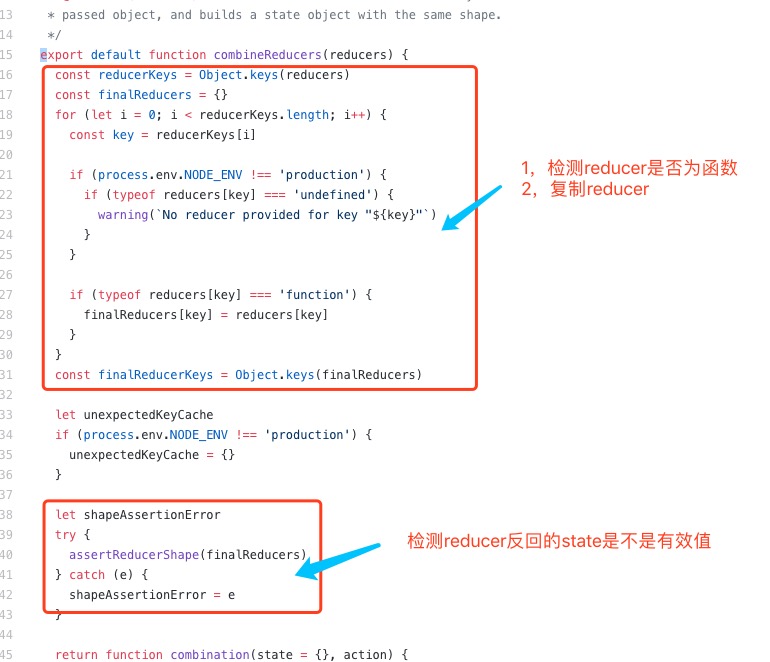 13 * passed object, and builds a state object with the same shape.
14 */
15 export default function combineReducers(reducers) {
16 const reducerKeys = Object.keys(reducers)
17 const finalReducers = {}
18 for (let i = 0; i < reducerKeys.length; i++) {
19 const key = reducerKeys[i]
20
21 if (process.env.NODE_ENV !== 'production') {
22 if (typeof reducers[key] === 'undefined') {
23 warning(`No reducer provided for key "${key}"`)
24 }
25 }
26
27 if (typeof reducers[key] === 'function') {
28 finalReducers[key] = reducers[key]
29 }
30 }
31 const finalReducerKeys = Object.keys(finalReducers)
32
33 let unexpectedKeyCache
34 if (process.env.NODE_ENV !== 'production') {
35 unexpectedKeyCache = {}
36 }
37
38 let shapeAssertionError
39 try {
40 assertReducerShape(finalReducers)
41 } catch (e) {
42 shapeAssertionError = e
43 }
44
45 return function combination(state = {}, action) {
1，检测reducer是否为函数
2，复制reducer
检测reducer反回的state是不是有效值